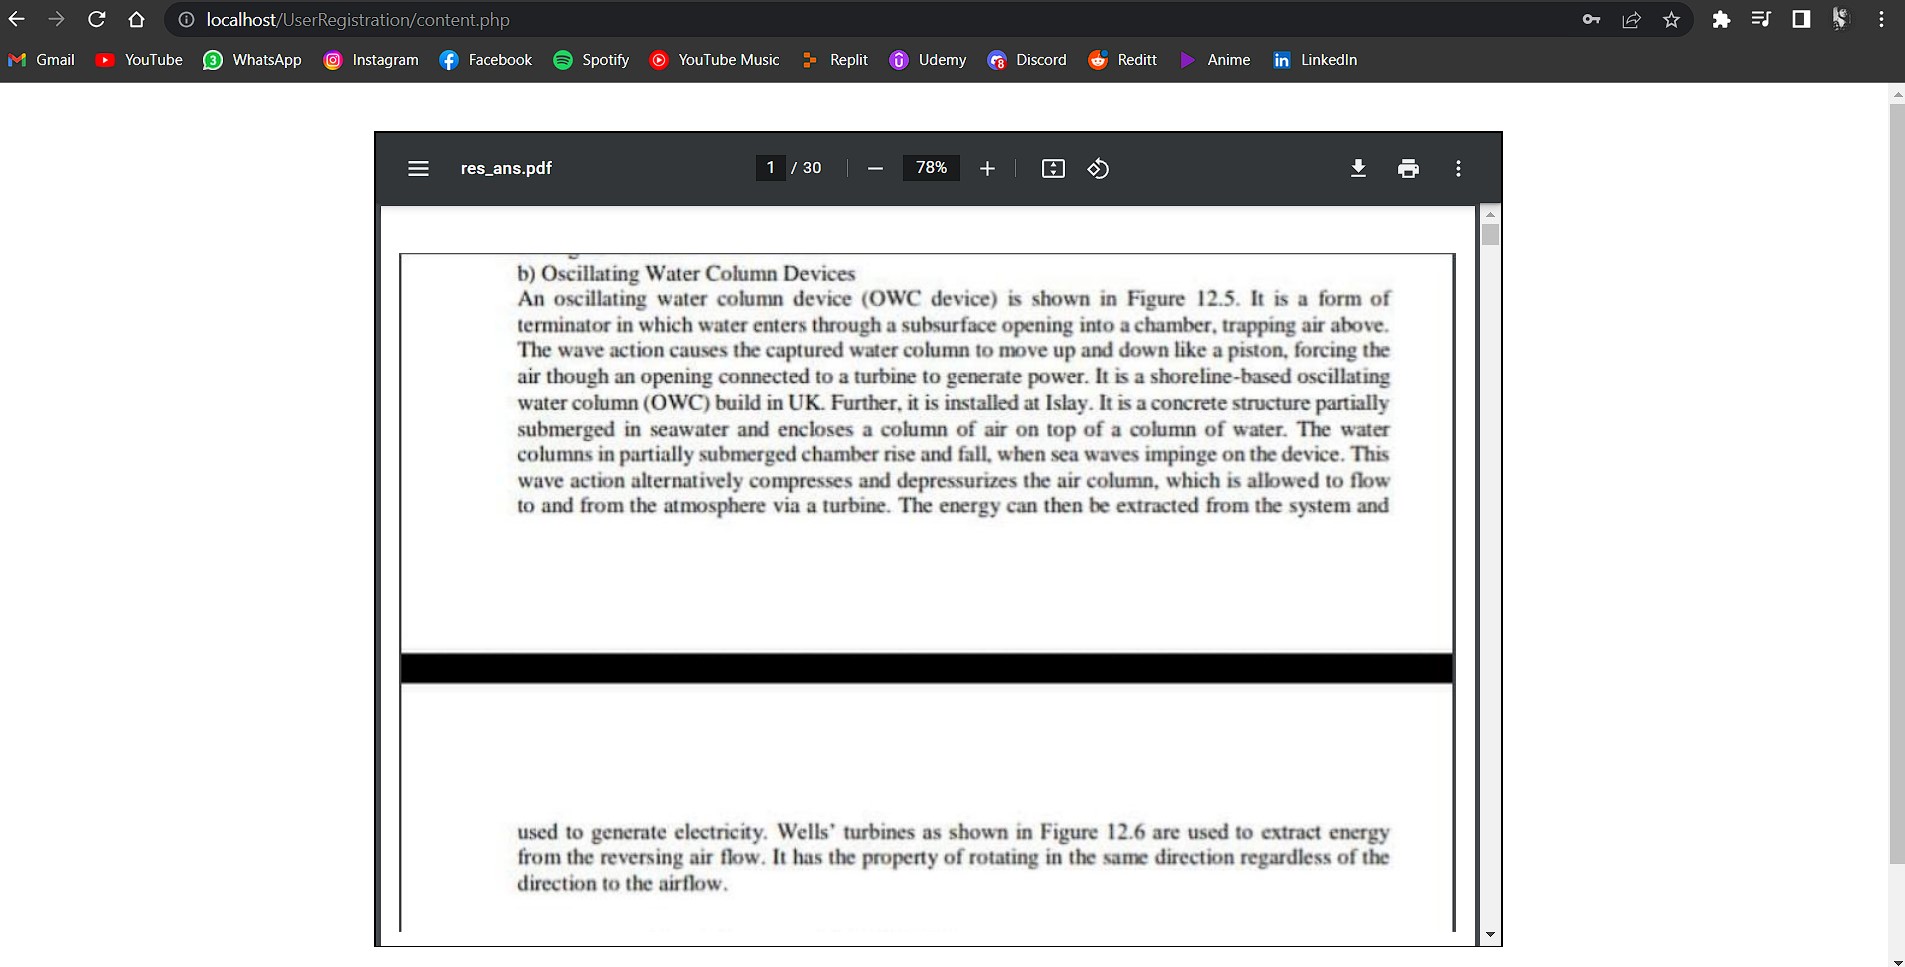 localhost/UserRegistration/content.php
Gmail YouTube 3 WhatsApp Instagram Facebook Spotify YouTube Music Replit Udemy 8 Discord Reditt Anime in LinkedIn
res_ans.pdf 1 / 30 − 78% +
b) Oscillating Water Column Devices
An oscillating water column device (OWC device) is shown in Figure 12.5. It is a form of
terminator in which water enters through a subsurface opening into a chamber, trapping air above.
The wave action causes the captured water column to move up and down like a piston, forcing the
air though an opening connected to a turbine to generate power. It is a shoreline-based oscillating
water column (OWC) build in UK. Further, it is installed at Islay. It is a concrete structure partially
submerged in seawater and encloses a column of air on top of a column of water. The water
columns in partially submerged chamber rise and fall, when sea waves impinge on the device. This
wave action alternatively compresses and depressurizes the air column, which is allowed to flow
to and from the atmosphere via a turbine. The energy can then be extracted from the system and
used to generate electricity. Wells' turbines as shown in Figure 12.6 are used to extract energy
from the reversing air flow. It has the property of rotating in the same direction regardless of the
direction to the airflow.